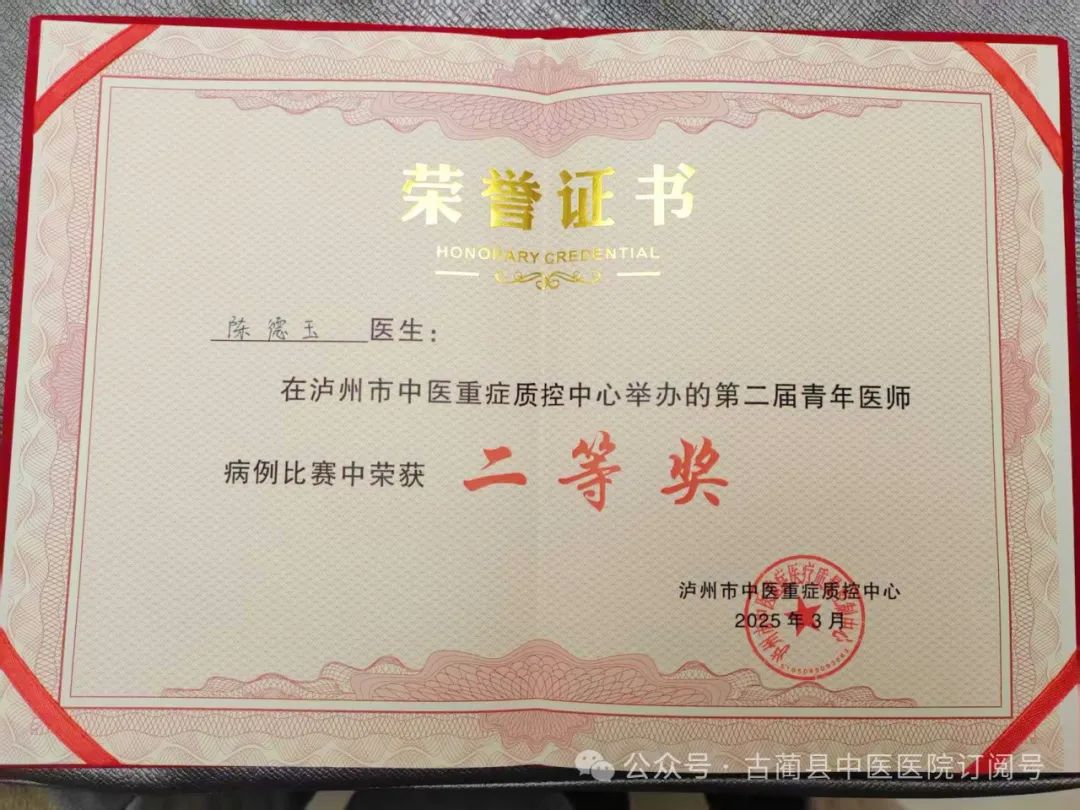 荣誉证书
HONORARY CREDENTIAL
陈德玉 医生：
在泸州市中医重症质控中心举办的第二届青年医师
病例比赛中荣获 二等奖
泸州市中医重症质控中心
2025年3月
公众号·古蔺县中医医院订阅号